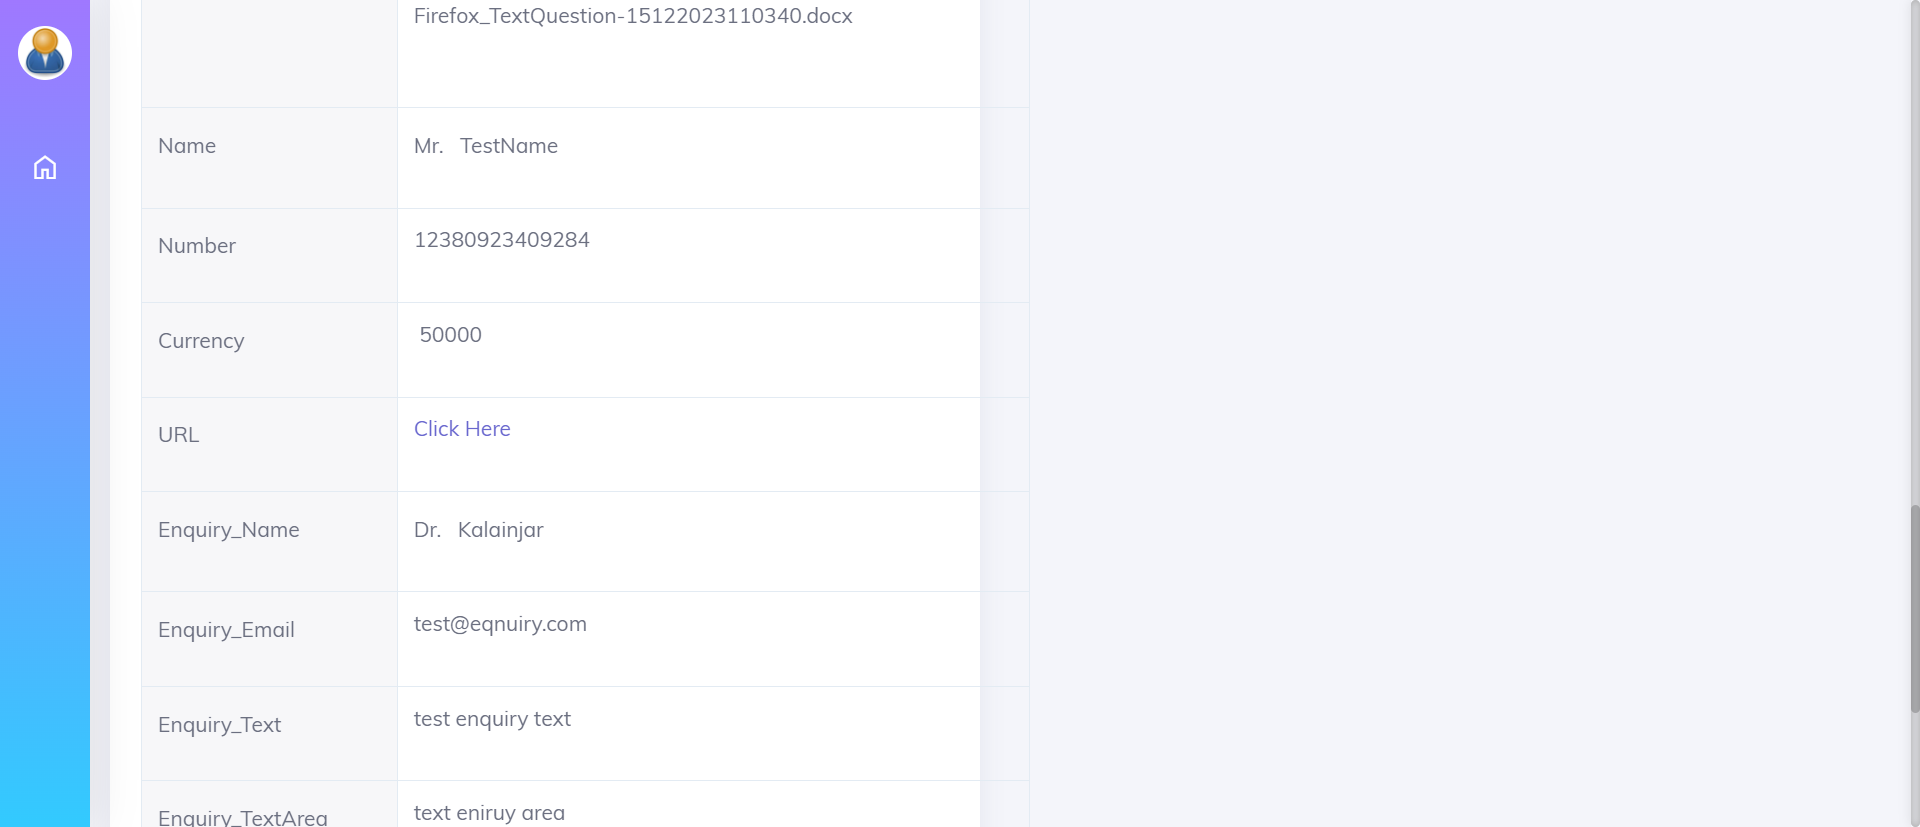 Firefox_TextQuestion-15122023110340.docx
Name Mr. TestName
Number 12380923409284
Currency 50000
URL Click Here
Enquiry_Name Dr. Kalainjar
Enquiry_Email test@eqnuiry.com
Enquiry_Text test enquiry text
Enquiry_TextArea text eniruy area